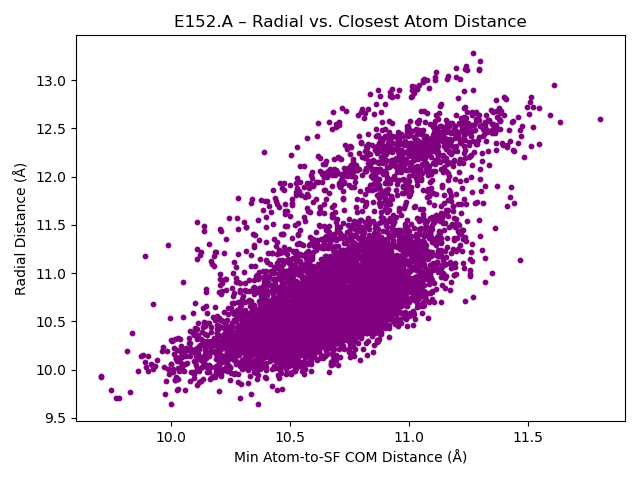 E152.A – Radial vs. Closest Atom Distance
13.0
12.5
12.0
11.5
11.0
10.5
10.0
9.5
Radial Distance (Å)
10.0 10.5 11.0 11.5
Min Atom-to-SF COM Distance (Å)